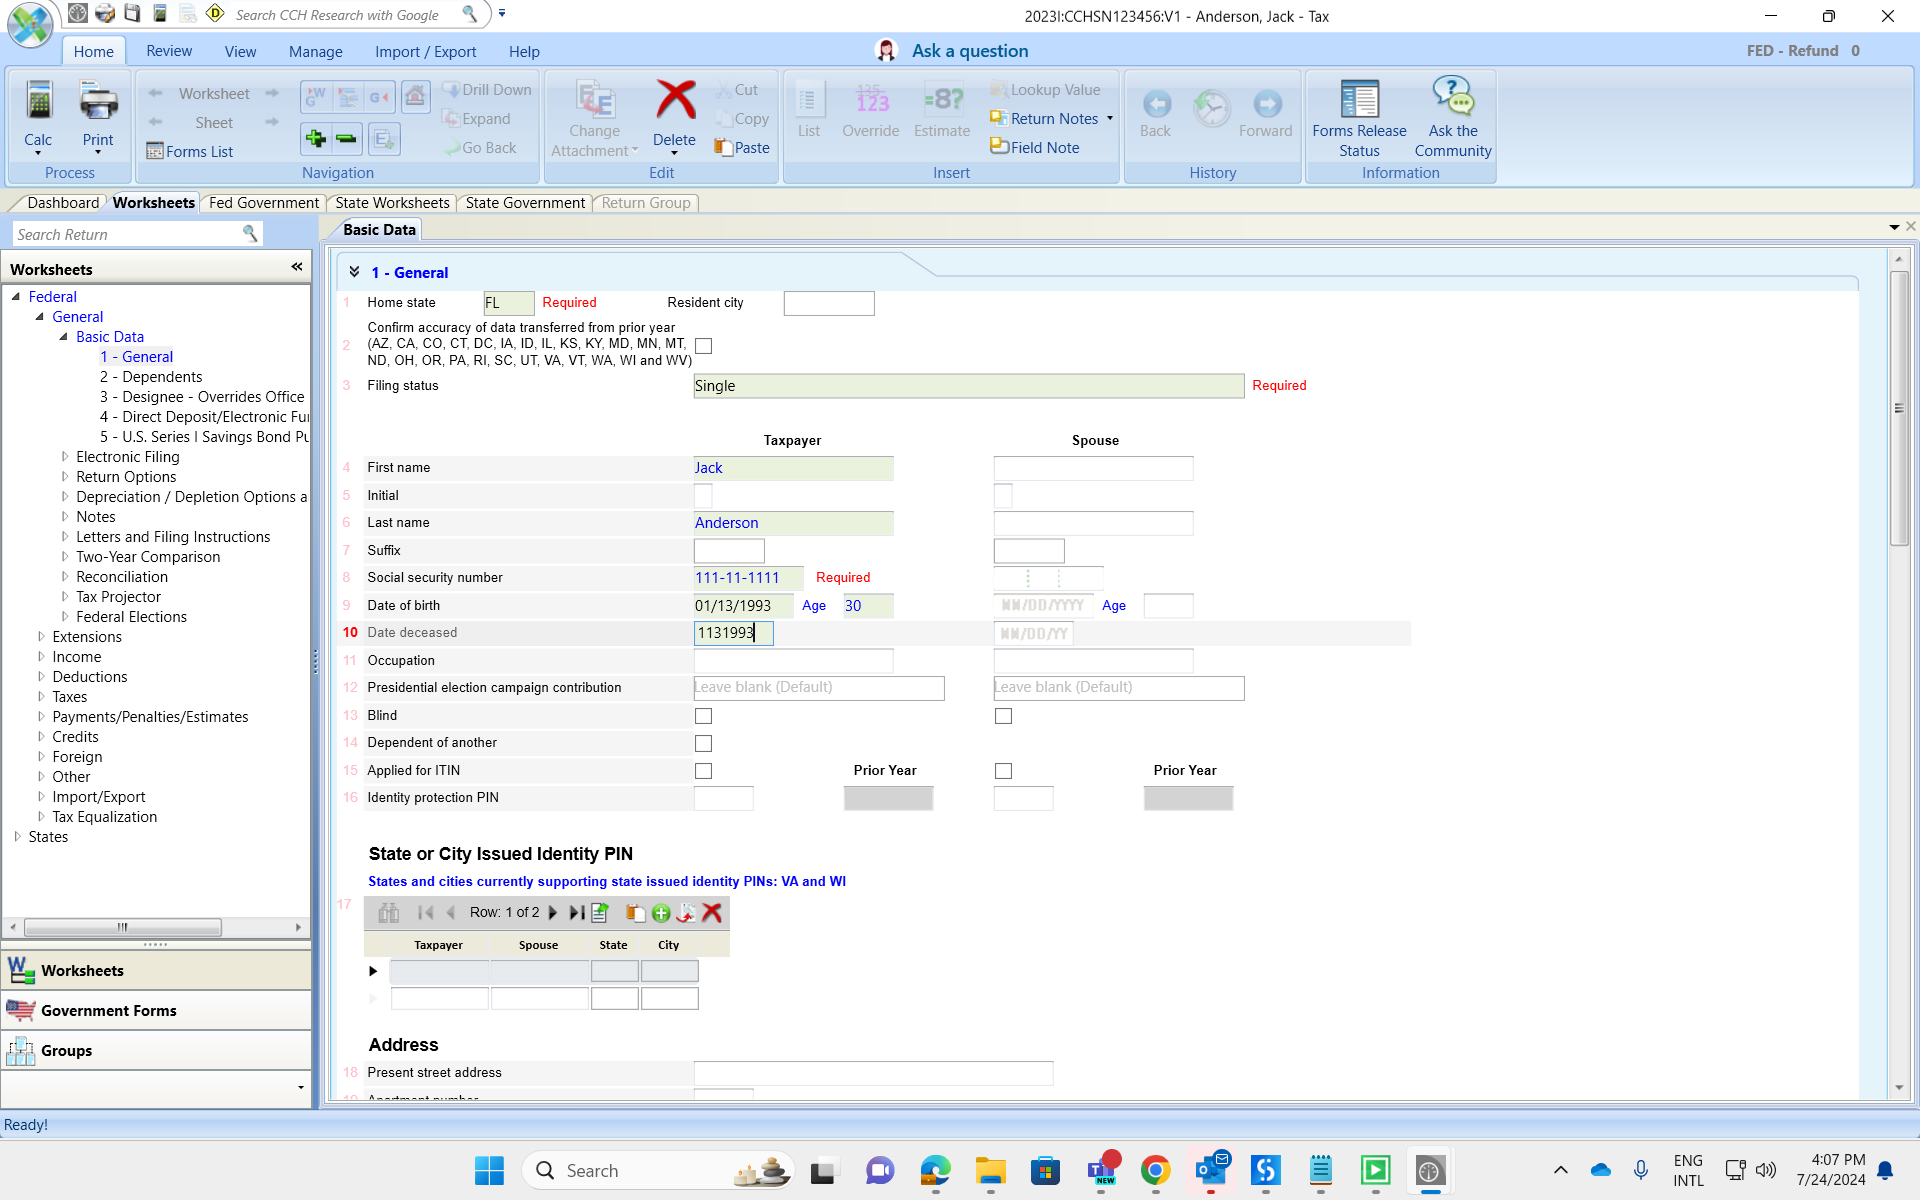 Search CCH Research with Google
2023I:CCHSN123456:V1 - Anderson, Jack - Tax
Home Review View Manage Import / Export Help
Ask a question
FED - Refund 0
Calc Print
Process
Worksheet
Sheet
Forms List
Drill Down
Expand
Go Back
Navigation
Change Attachment
Delete
Cut
Copy
Paste
Edit
List
Override
Estimate
Lookup Value
Return Notes
Field Note
Insert
Back
Forward
History
Forms Release Status
Ask the Community
Information
Dashboard Worksheets Fed Government State Worksheets State Government Return Group
Search Return
Worksheets
Federal
General
Basic Data
1 - General
2 - Dependents
3 - Designee - Overrides Office
4 - Direct Deposit/Electronic Fu
5 - U.S. Series I Savings Bond Pu
Electronic Filing
Return Options
Depreciation / Depletion Options a
Notes
Letters and Filing Instructions
Two-Year Comparison
Reconciliation
Tax Projector
Federal Elections
Extensions
Income
Deductions
Taxes
Payments/Penalties/Estimates
Credits
Foreign
Other
Import/Export
Tax Equalization
States
Worksheets
Government Forms
Groups
Basic Data
1 - General
1 Home state FL Required Resident city
2 Confirm accuracy of data transferred from prior year
(AZ, CA, CO, CT, DC, IA, ID, IL, KS, KY, MD, MN, MT,
ND, OH, OR, PA, RI, SC, UT, VA, VT, WA, WI and WV)
3 Filing status Single Required
Taxpayer Spouse
4 First name Jack
5 Initial
6 Last name Anderson
7 Suffix
8 Social security number 111-11-1111 Required
9 Date of birth 01/13/1993 Age 30 MM/DD/YYYY Age
10 Date deceased 1131993 MM/DD/YY
11 Occupation
12 Presidential election campaign contribution Leave blank (Default) Leave blank (Default)
13 Blind
14 Dependent of another
15 Applied for ITIN Prior Year Prior Year
16 Identity protection PIN
State or City Issued Identity PIN
States and cities currently supporting state issued identity PINs: VA and WI
17 Row: 1 of 2
Taxpayer Spouse State City
Address
18 Present street address
Ready!
Search
ENG
INTL
4:07 PM
7/24/2024